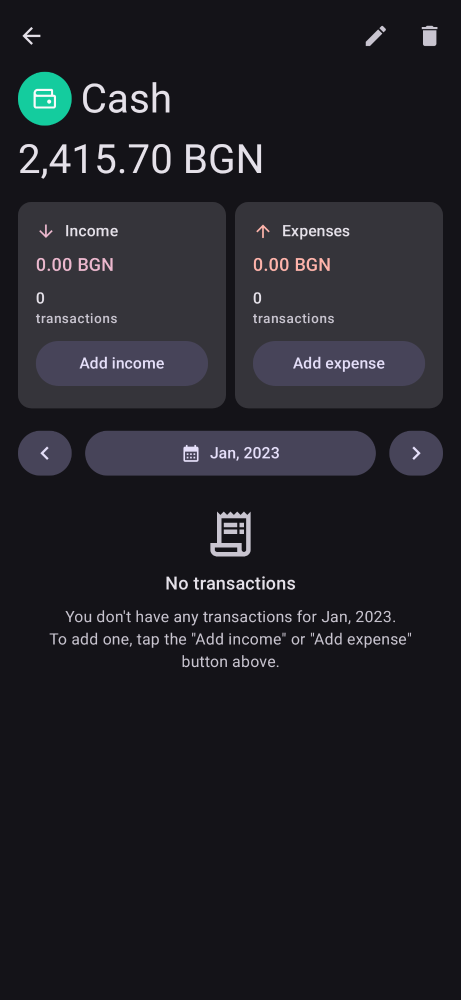 Cash
2,415.70 BGN
Income
0.00 BGN
0
transactions
Add income
Expenses
0.00 BGN
0
transactions
Add expense
Jan, 2023
No transactions
You don't have any transactions for Jan, 2023.
To add one, tap the "Add income" or "Add expense"
button above.